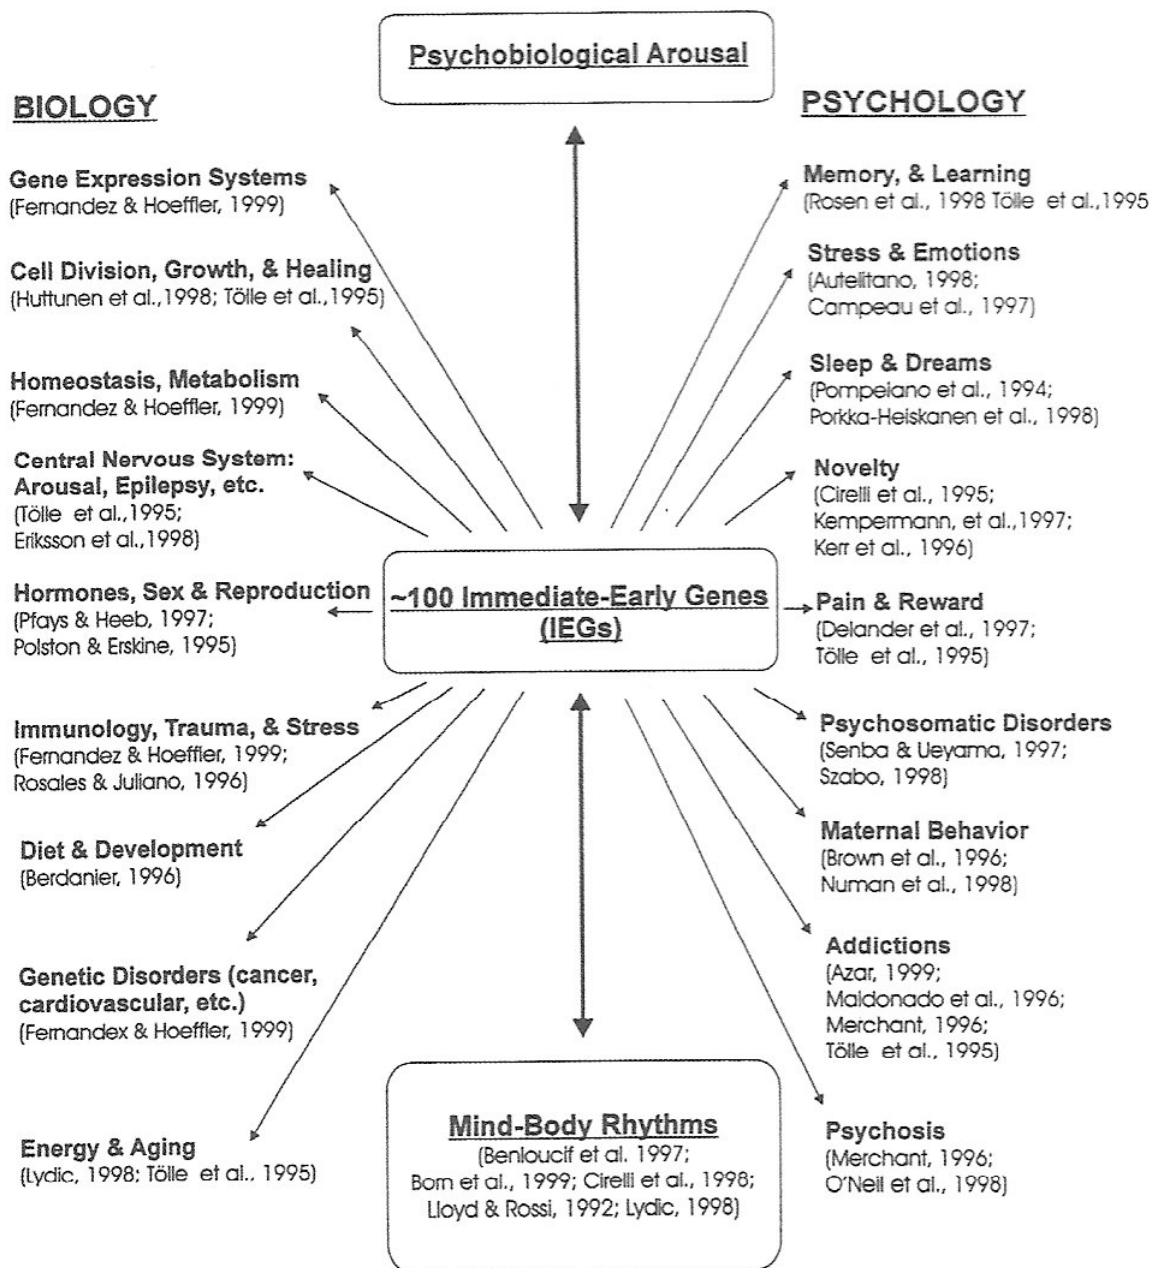 Psychobiological Arousal
BIOLOGY
Gene Expression Systems
(Fernandez & Hoeffler, 1999)
Cell Division, Growth, & Healing
(Huttunen et al.,1998; Tölle et al.,1995)
Homeostasis, Metabolism
(Fernandez & Hoeffler, 1999)
Central Nervous System:
Arousal, Epilepsy, etc.
(Tölle et al.,1995;
Eriksson et al.,1998)
Hormones, Sex & Reproduction
(Pfays & Heeb, 1997;
Polston & Erskine, 1995)
Immunology, Trauma, & Stress
(Fernandez & Hoeffler, 1999;
Rosales & Juliano, 1996)
Diet & Development
(Berdanier, 1996)
Genetic Disorders (cancer,
cardiovascular, etc.)
(Fernandex & Hoeffler, 1999)
Energy & Aging
(Lydic, 1998; Tölle et al., 1995)
~100 Immediate-Early Genes
(IEGs)
Mind-Body Rhythms
(Benloucif et al. 1997;
Born et al., 1999; Cirelli et al., 1998;
Lloyd & Rossi, 1992; Lydic, 1998)
PSYCHOLOGY
Memory, & Learning
(Rosen et al., 1998 Tölle et al.,1995
Stress & Emotions
(Autelitano, 1998;
Campeau et al., 1997)
Sleep & Dreams
(Pompeiano et al., 1994;
Porkka-Heiskanen et al., 1998)
Novelty
(Cirelli et al., 1995;
Kempermann, et al.,1997;
Kerr et al., 1996)
Pain & Reward
(Delander et al., 1997;
Tölle et al., 1995)
Psychosomatic Disorders
(Senba & Ueyama, 1997;
Szabo, 1998)
Maternal Behavior
(Brown et al., 1996;
Numan et al., 1998)
Addictions
(Azar, 1999;
Maldonado et al., 1996;
Merchant, 1996;
Tölle et al., 1995)
Psychosis
(Merchant, 1996;
O'Neil et al., 1998)